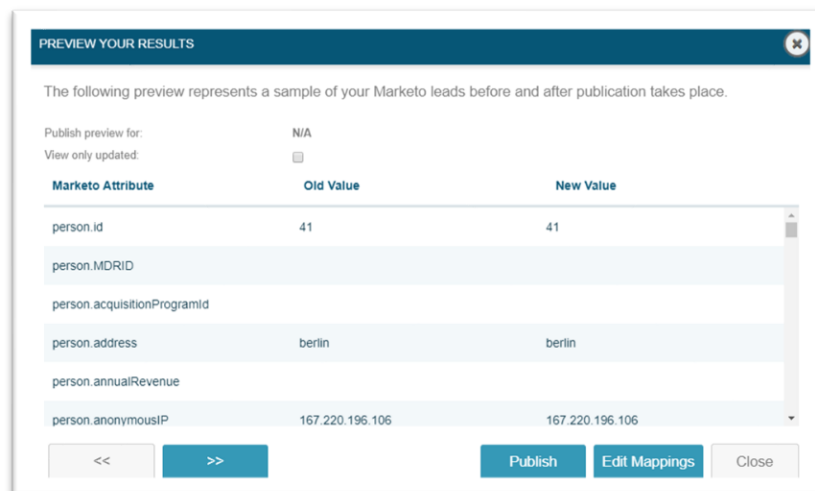 PREVIEW YOUR RESULTS
The following preview represents a sample of your Marketo leads before and after publication takes place.
Publish preview for: N/A
View only updated:
Marketo Attribute Old Value New Value
person.id 41 41
person.MDRID
person.acquisitionProgramId
person.address berlin berlin
person.annualRevenue
person.anonymousIP 167.220.196.106 167.220.196.106
<< >> Publish Edit Mappings Close